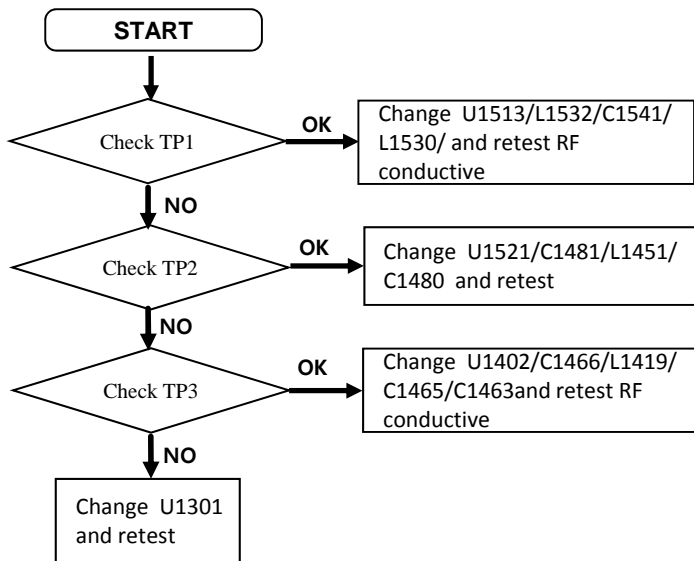 START
Check TP1
OK
Change U1513/L1532/C1541/
L1530/ and retest RF
conductive
NO
Check TP2
OK
Change U1521/C1481/L1451/
C1480 and retest
NO
Check TP3
OK
Change U1402/C1466/L1419/
C1465/C1463and retest RF
conductive
NO
Change U1301
and retest